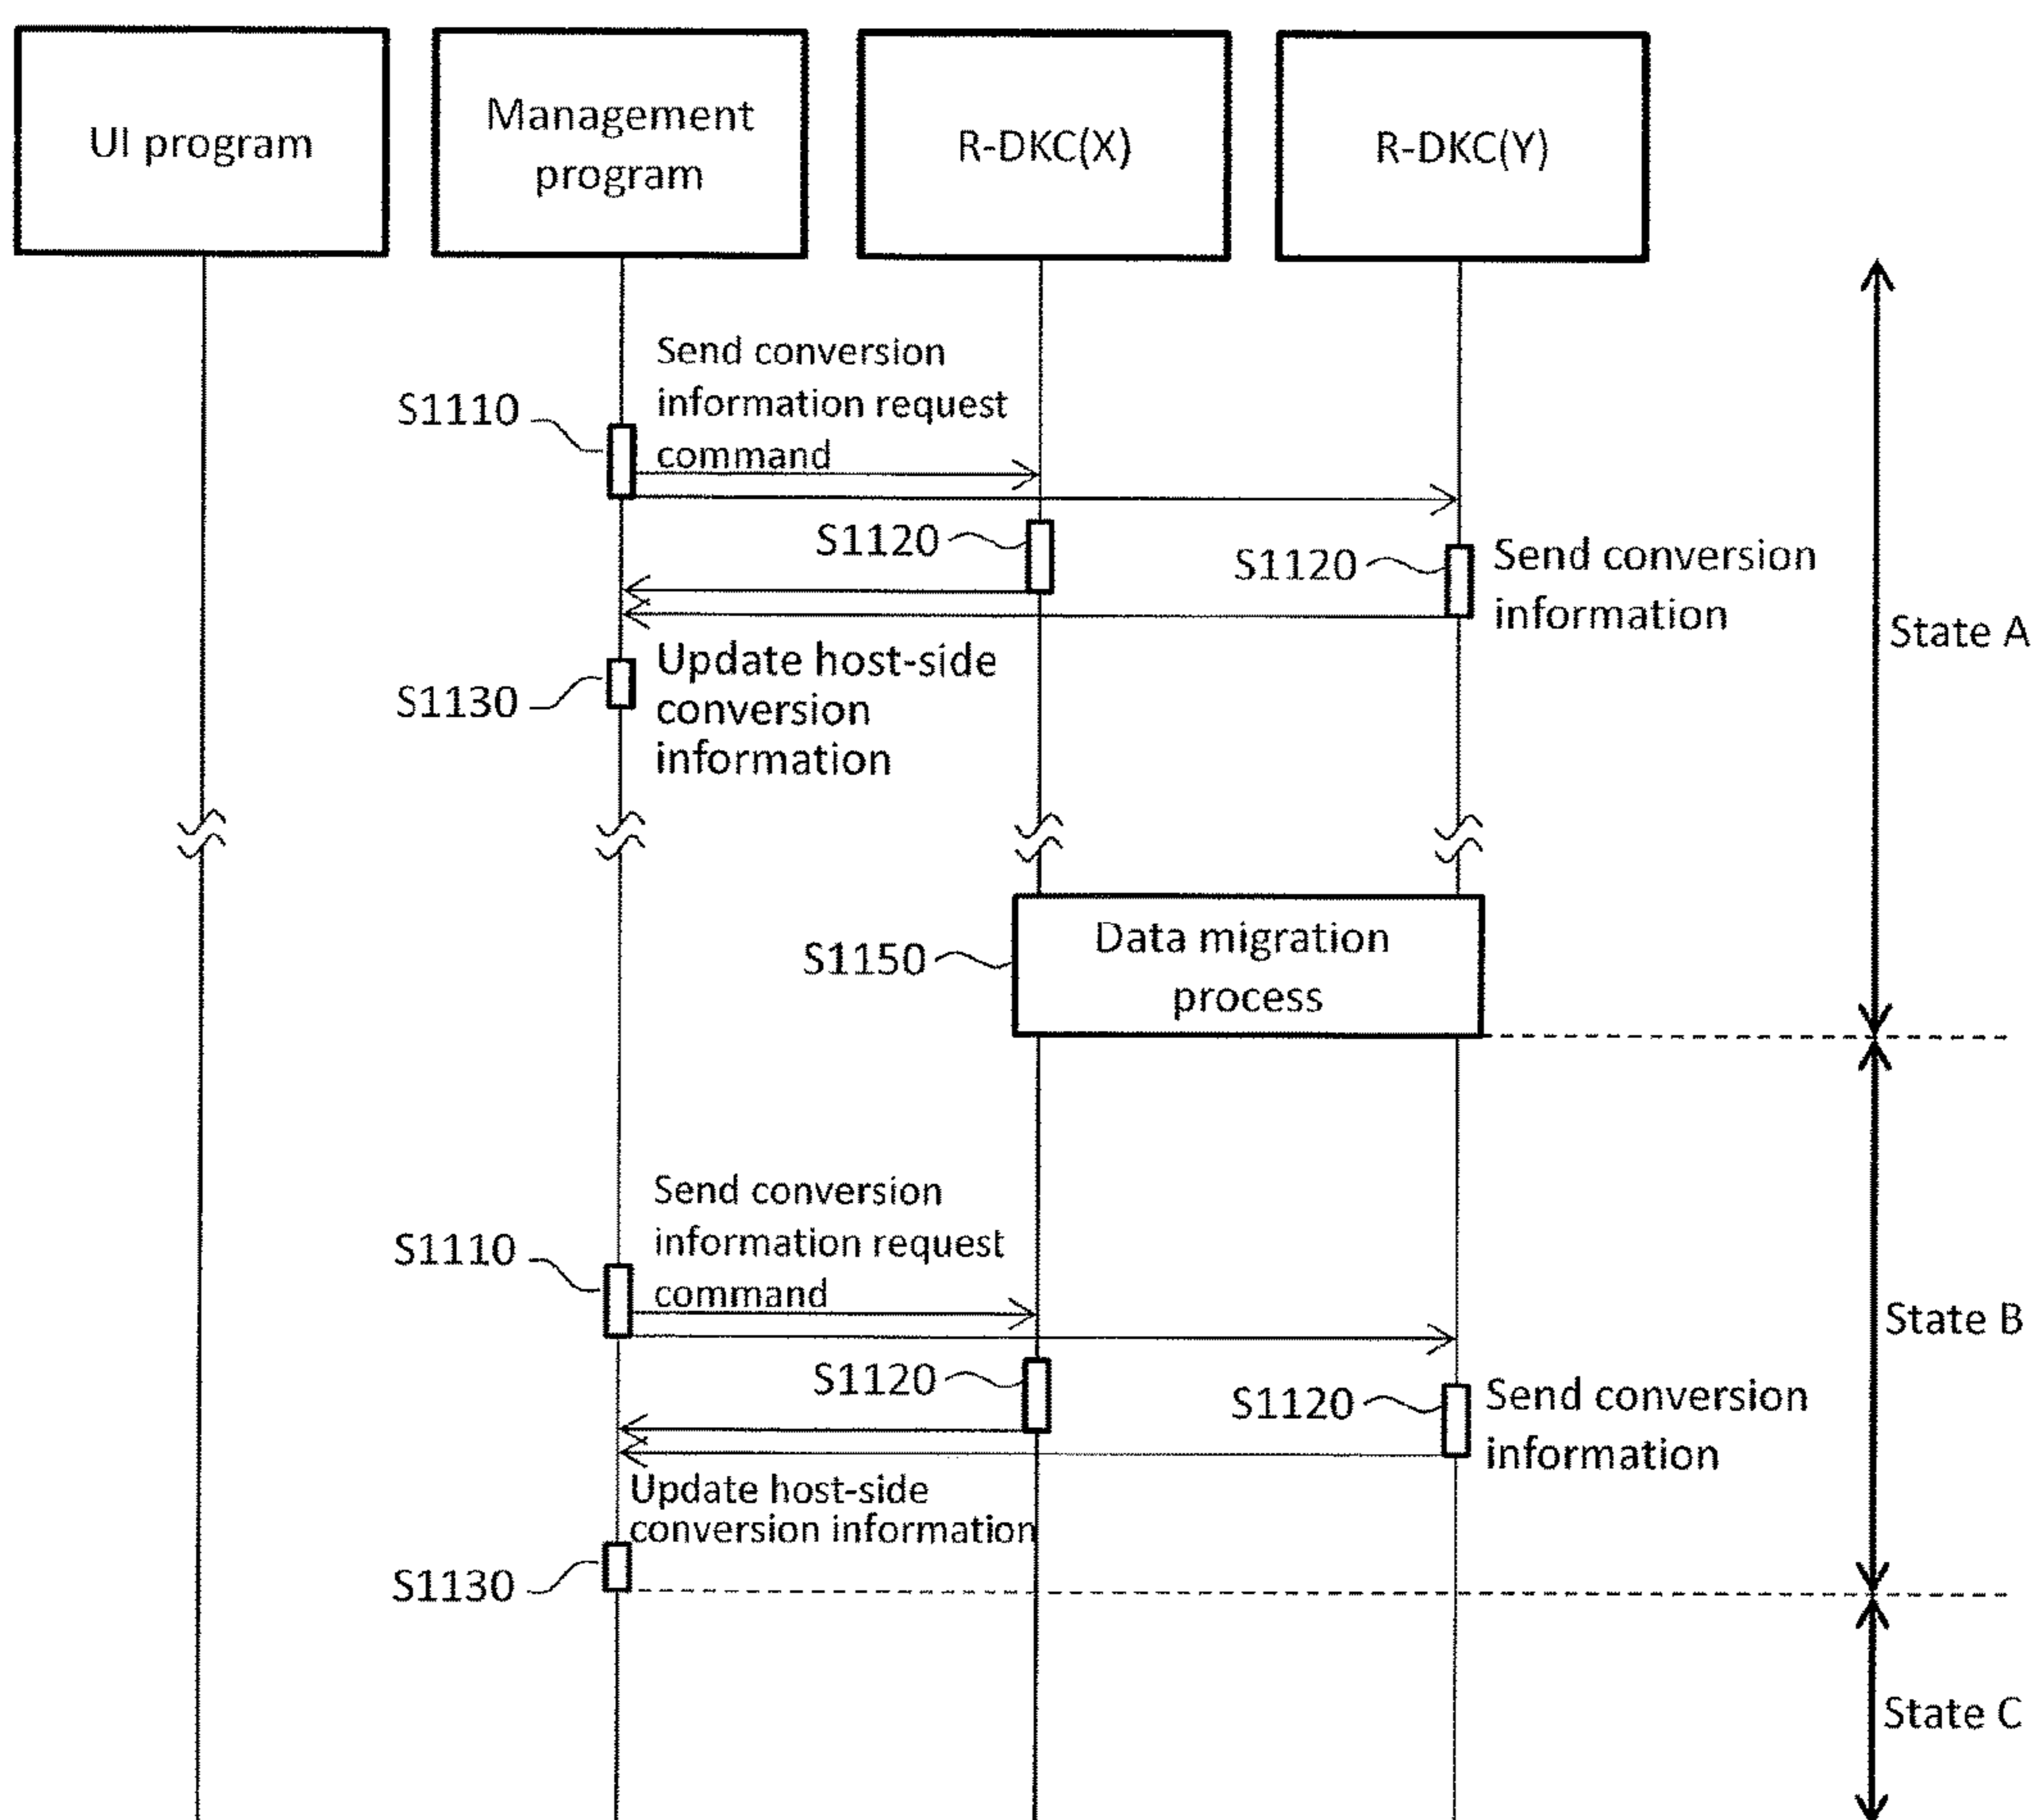 UI program
Management
program
R-DKC(X)
R-DKC(Y)
Send conversion
information request
command
S1110
S1120
S1120
Send conversion
information
State A
Update host-side
conversion
information
S1130
Data migration
process
S1150
Send conversion
information request
command
S1110
State B
S1120
S1120
Send conversion
information
Update host-side
conversion information
S1130
State C